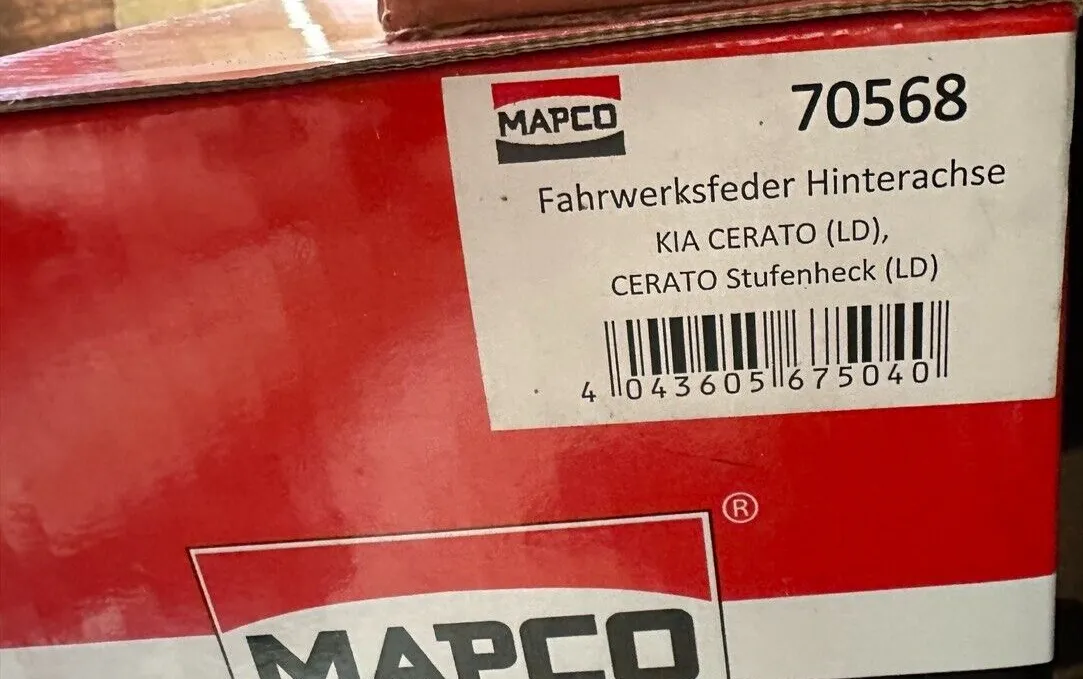 MAPCO
70568
Fahrwerksfeder Hinterachse
KIA CERATO (LD),
CERATO Stufenheck (LD)
4 043605 675040
®
MAPCO